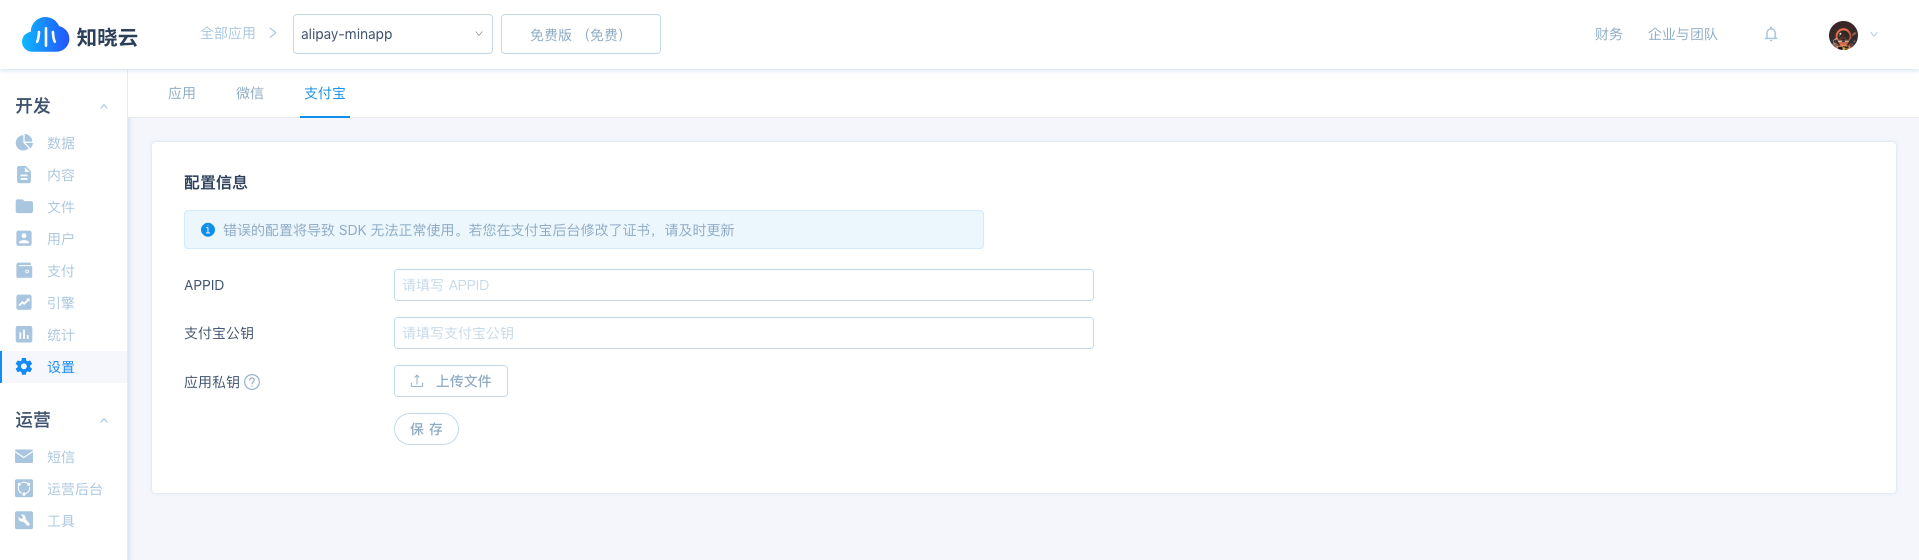 知晓云
全部应用
alipay-minapp
免费版 （免费）
财务
企业与团队
应用
微信
支付宝
开发
数据
内容
文件
用户
支付
引擎
统计
设置
运营
短信
运营后台
工具
配置信息
错误的配置将导致 SDK 无法正常使用。若您在支付宝后台修改了证书，请及时更新
APPID
请填写 APPID
支付宝公钥
请填写支付宝公钥
应用私钥
上传文件
保 存